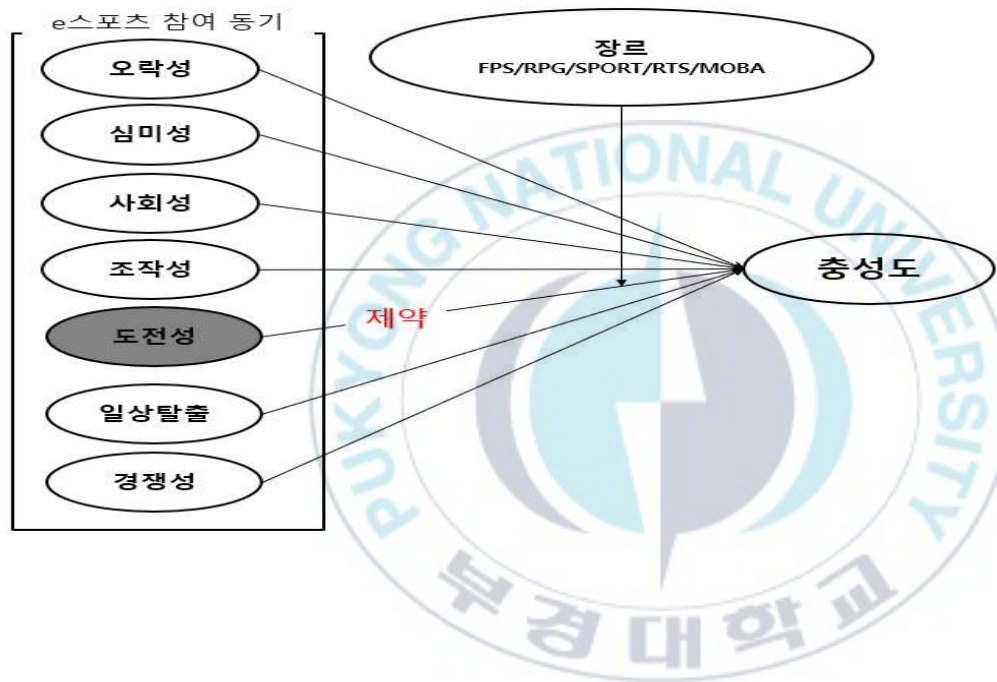 e스포츠 참여 동기
장르
FPS/RPG/SPORT/RTS/MOBA
오락성
심미성
사회성
조작성
도전성
일상탈출
경쟁성
제약
충성도
PUKYONG NATIONAL UNIVERSITY
부경대학교